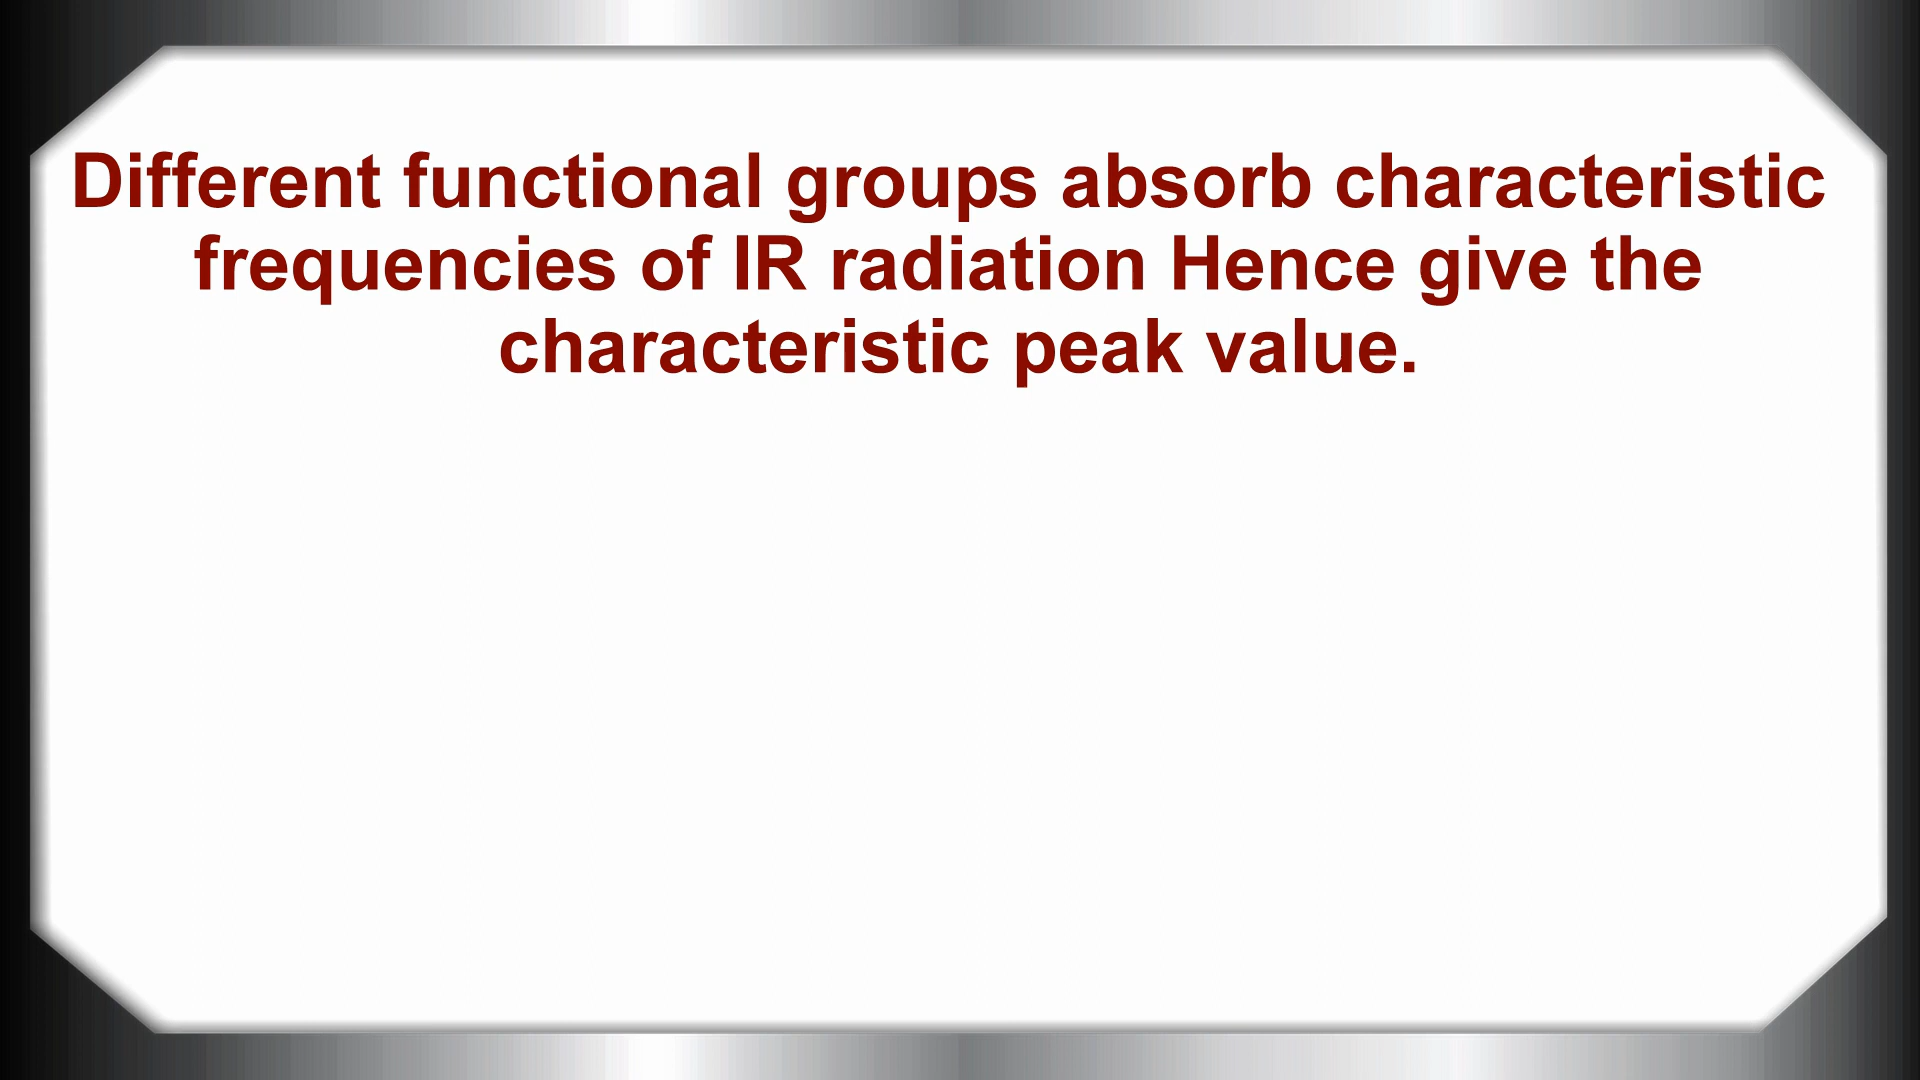 Different functional groups absorb characteristic
frequencies of IR radiation Hence give the
characteristic peak value.